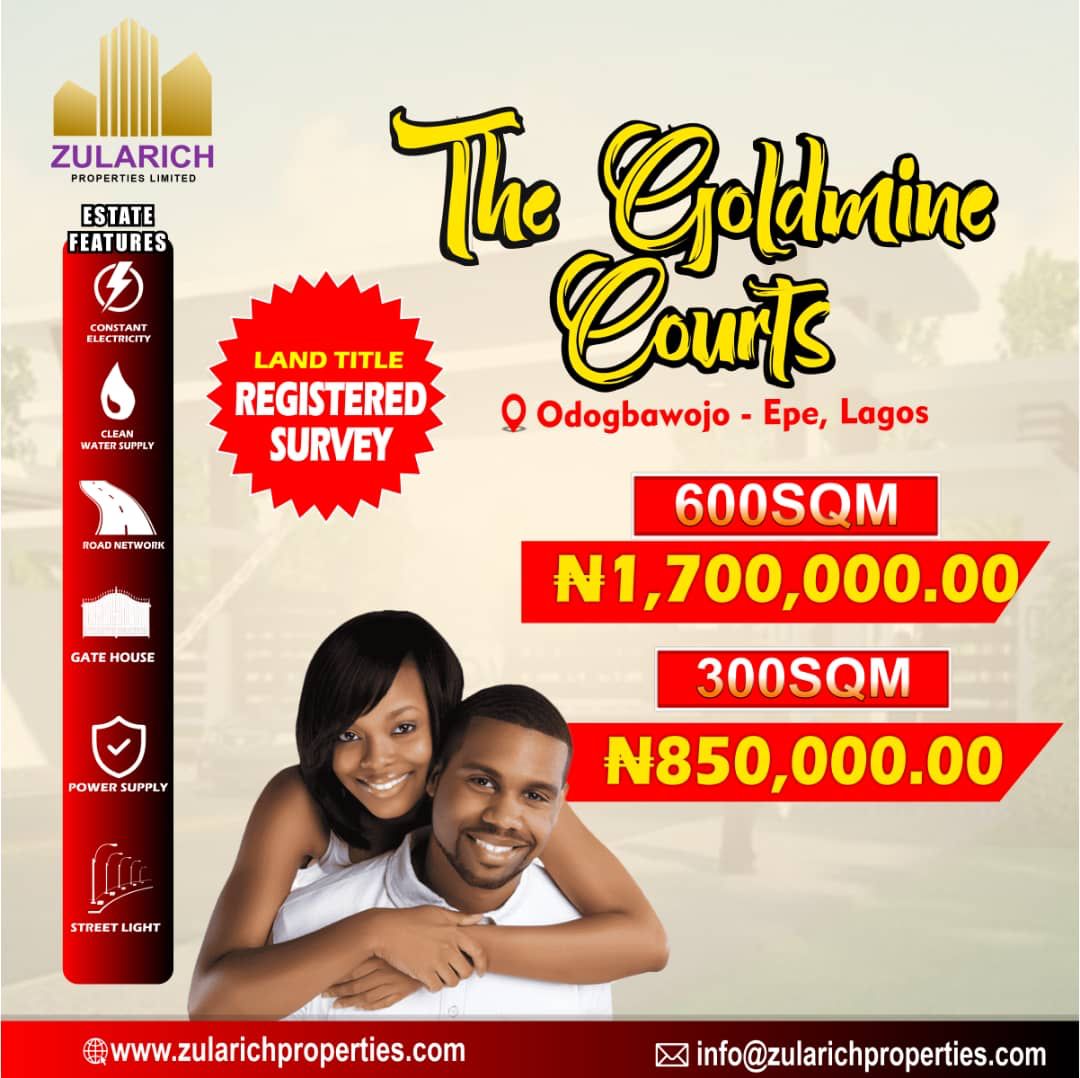 ZULARICH
PROPERTIES LIMITED
ESTATE
FEATURES
CONSTANT
ELECTRICITY
CLEAN
WATER SUPPLY
ROAD NETWORK
GATE HOUSE
POWER SUPPLY
STREET LIGHT
LAND TITLE
REGISTERED
SURVEY
The Goldmine
Courts
Odogbawojo - Epe, Lagos
600SQM
₦1,700,000.00
300SQM
₦850,000.00
www.zularichproperties.com
info@zularichproperties.com